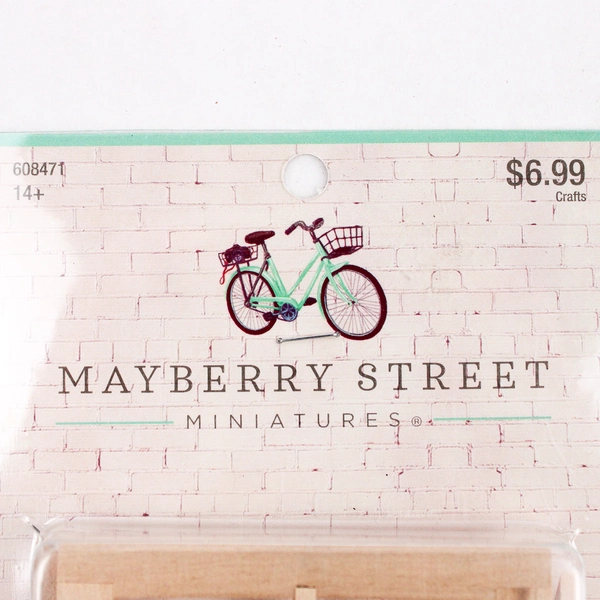 608471
14+
$6.99
Crafts
MAYBERRY STREET
MINIATURES®